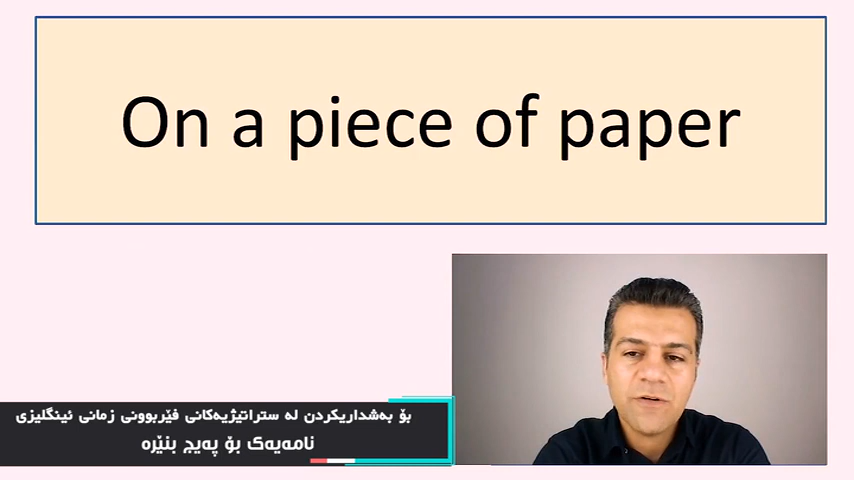 On a piece of paper
بۆ بەشداریکردن لە ستراتیژیەکانی فێربوونی زمانی ئینگلیزی
نامەیەک بۆ پەیج بنێرە